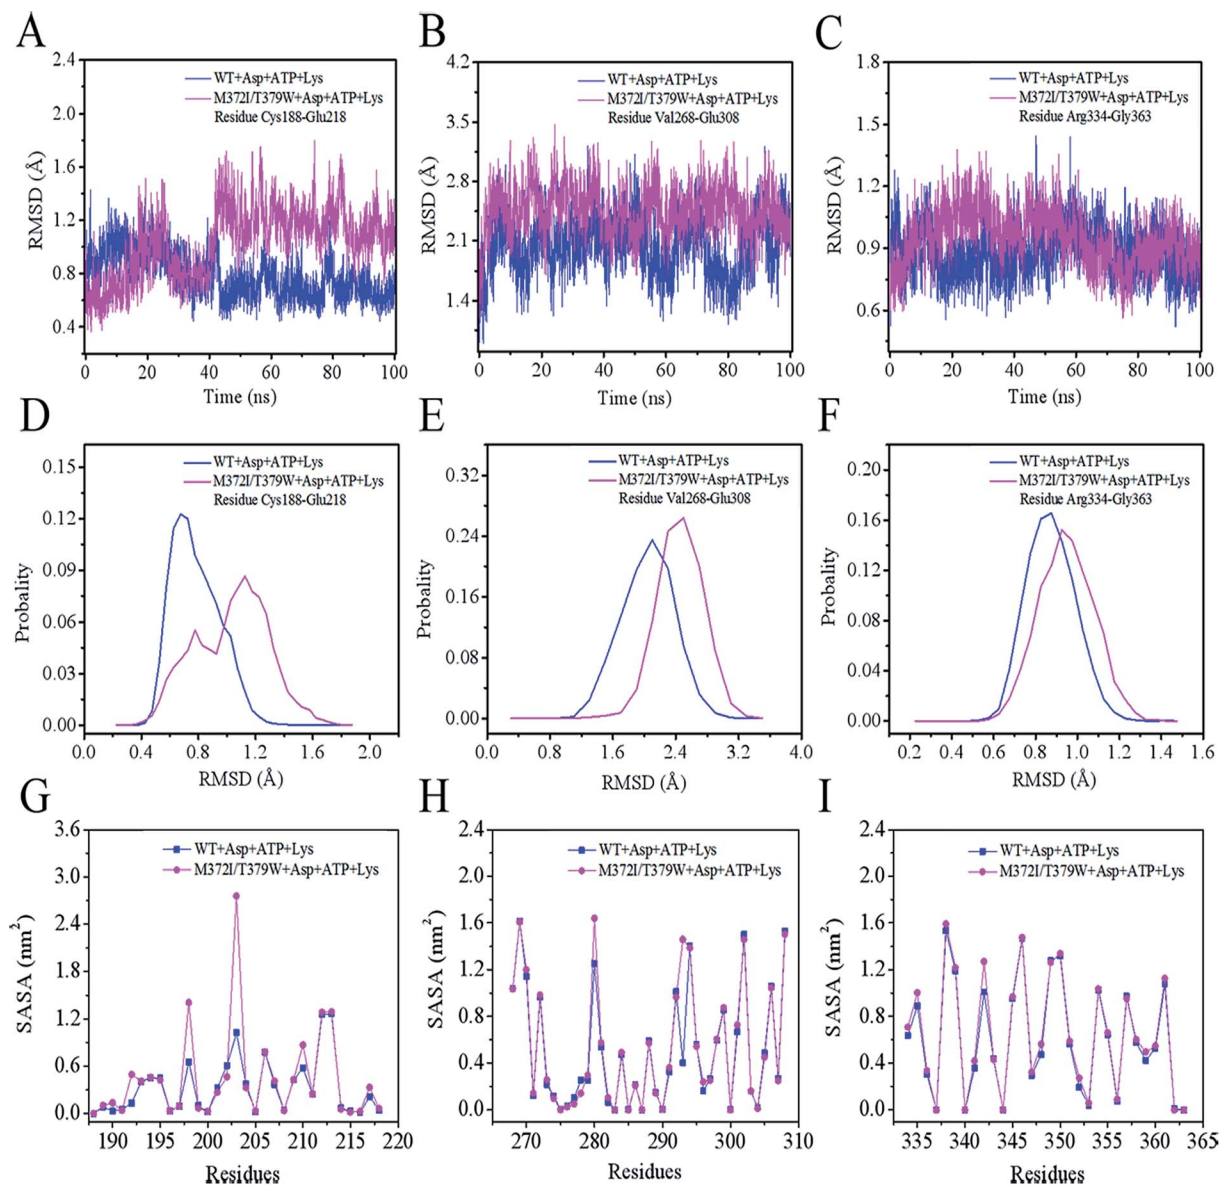 A
RMSD (Å)
2.4
2.0
1.6
1.2
0.8
0.4
WT+Asp+ATP+Lys
M372I/T379W+Asp+ATP+Lys
Residue Cys188-Glu218
0 20 40 60 80 100
Time (ns)
B
RMSD (Å)
4.2
3.5
2.8
2.1
1.4
WT+Asp+ATP+Lys
M372I/T379W+Asp+ATP+Lys
Residue Val268-Glu308
0 20 40 60 80 100
Time (ns)
C
RMSD (Å)
1.8
1.5
1.2
0.9
0.6
WT+Asp+ATP+Lys
M372I/T379W+Asp+ATP+Lys
Residue Arg334-Gly363
0 20 40 60 80 100
Time (ns)
D
Probality
0.15
0.12
0.09
0.06
0.03
0.00
WT+Asp+ATP+Lys
M372I/T379W+Asp+ATP+Lys
Residue Cys188-Glu218
0.0 0.4 0.8 1.2 1.6 2.0
RMSD (Å)
E
Probality
0.32
0.24
0.16
0.08
0.00
WT+Asp+ATP+Lys
M372I/T379W+Asp+ATP+Lys
Residue Val268-Glu308
0.0 0.8 1.6 2.4 3.2 4.0
RMSD (Å)
F
Probality
0.20
0.16
0.12
0.08
0.04
0.00
WT+Asp+ATP+Lys
M372I/T379W+Asp+ATP+Lys
Residue Arg334-Gly363
0.2 0.4 0.6 0.8 1.0 1.2 1.4 1.6
RMSD (Å)
G
SASA (nm²)
3.6
3.0
2.4
1.8
1.2
0.6
0.0
WT+Asp+ATP+Lys
M372I/T379W+Asp+ATP+Lys
190 195 200 205 210 215 220
Residues
H
SASA (nm²)
2.4
2.0
1.6
1.2
0.8
0.4
0.0
WT+Asp+ATP+Lys
M372I/T379W+Asp+ATP+Lys
270 280 290 300 310
Residues
I
SASA (nm²)
2.4
2.0
1.6
1.2
0.8
0.4
0.0
WT+Asp+ATP+Lys
M372I/T379W+Asp+ATP+Lys
335 340 345 350 355 360 365
Residues